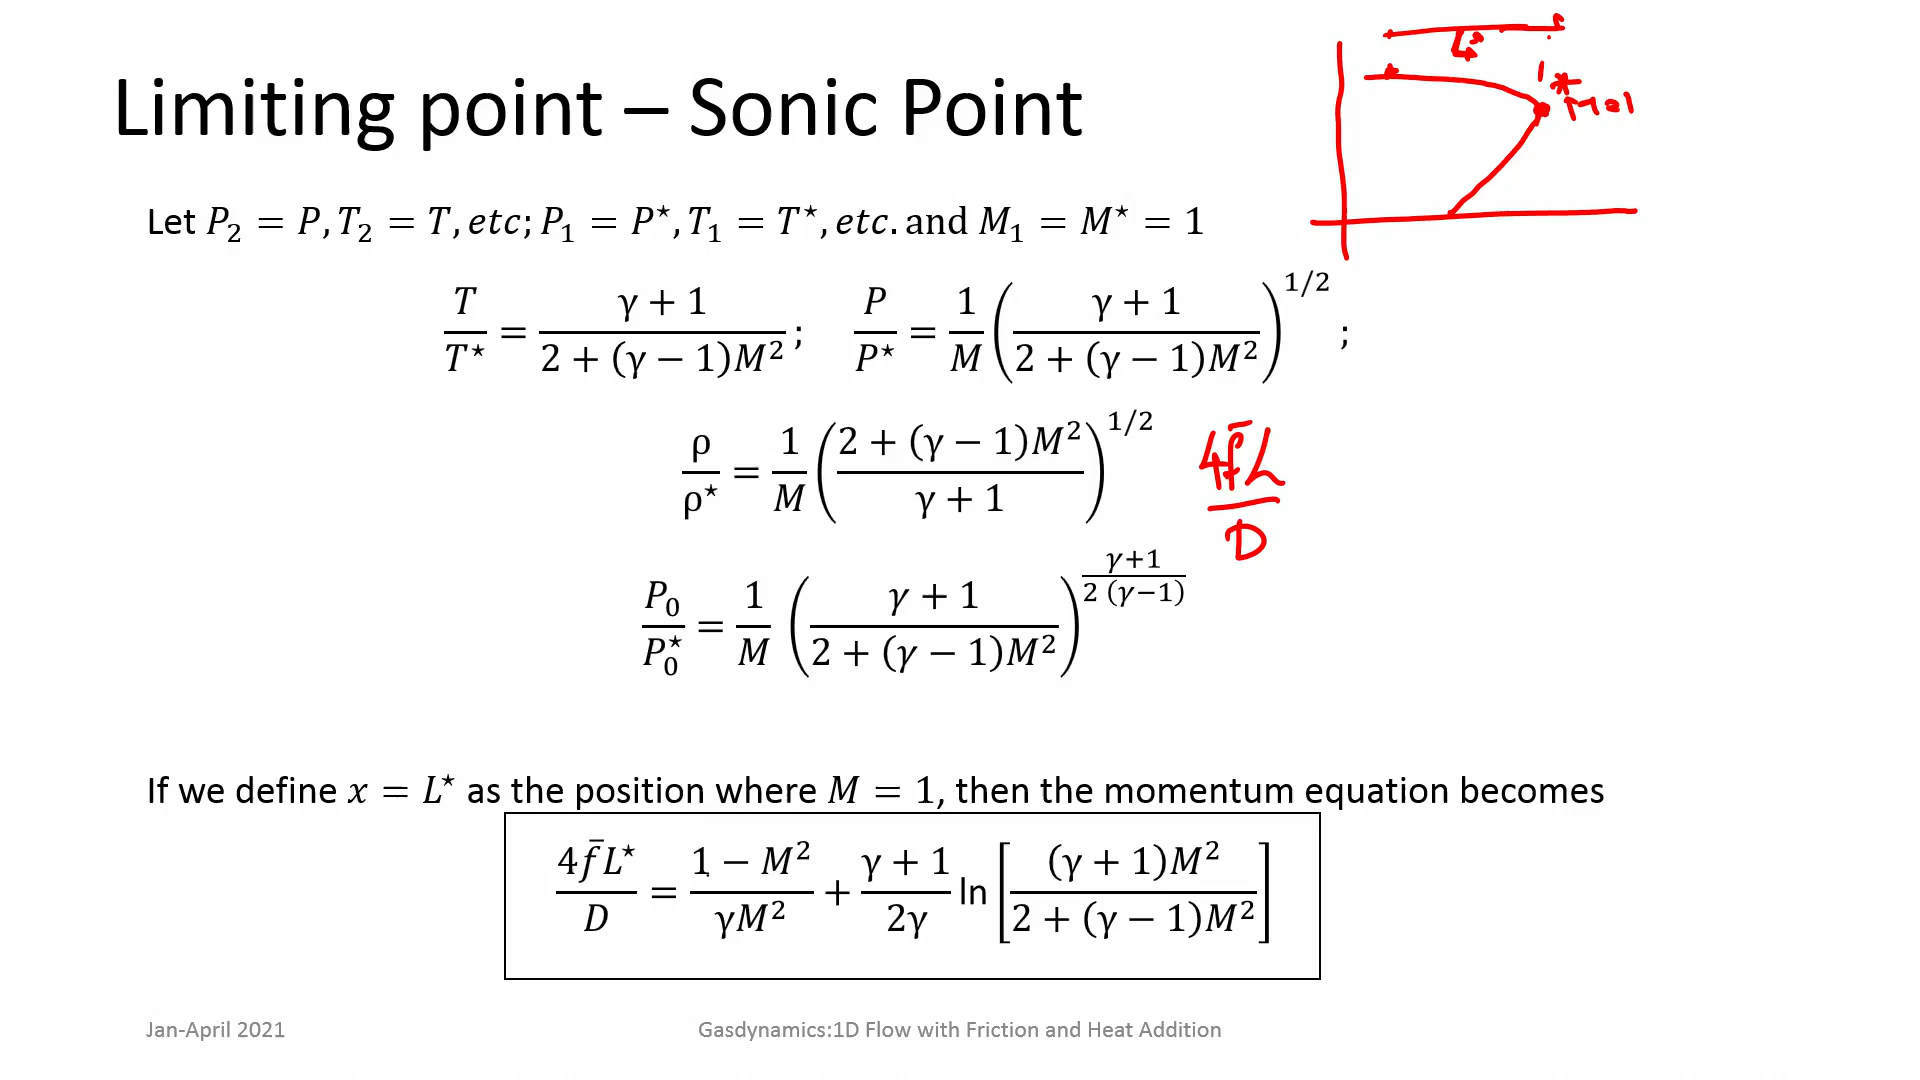 Limiting point – Sonic Point
L*
*
M=1
Let P₂ = P, T₂ = T, etc; P₁ = P⋆, T₁ = T⋆, etc. and M₁ = M⋆ = 1
T/T⋆ = (γ + 1)/(2 + (γ − 1)M²); P/P⋆ = 1/M ((γ + 1)/(2 + (γ − 1)M²))^(1/2);
ρ/ρ⋆ = 1/M ((2 + (γ − 1)M²)/(γ + 1))^(1/2)
4f̄L/D
P₀/P₀⋆ = 1/M ((γ + 1)/(2 + (γ − 1)M²))^((γ+1)/(2 (γ−1)))
If we define x = L⋆ as the position where M = 1, then the momentum equation becomes
4f̄L⋆/D = (1 − M²)/(γM²) + (γ + 1)/(2γ) ln [((γ + 1)M²)/(2 + (γ − 1)M²)]
Jan-April 2021
Gasdynamics:1D Flow with Friction and Heat Addition